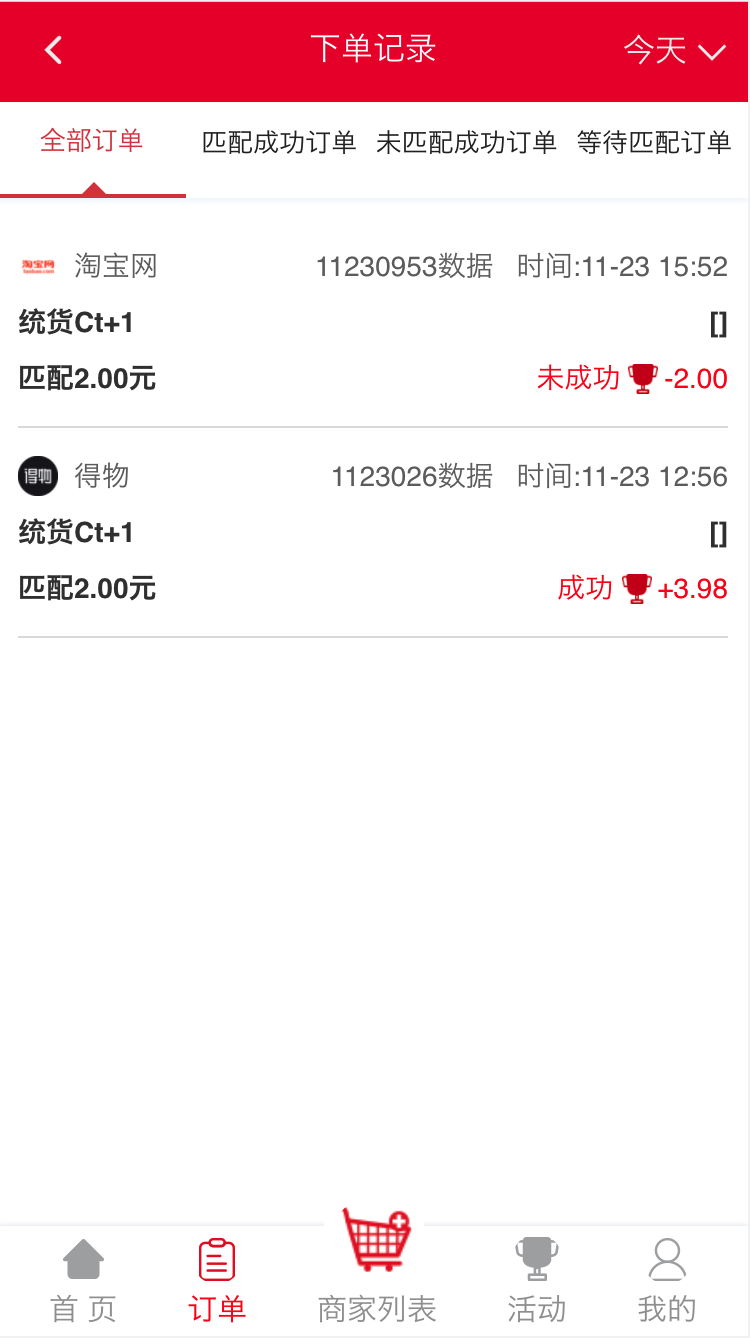 下单记录 今天
全部订单 匹配成功订单 未匹配成功订单 等待匹配订单
淘宝网 淘宝网 11230953数据 时间:11-23 15:52
taobao.com
统货Ct+1 []
匹配2.00元 未成功 -2.00
得物 得物 1123026数据 时间:11-23 12:56
统货Ct+1 []
匹配2.00元 成功 +3.98
首 页 订单 商家列表 活动 我的